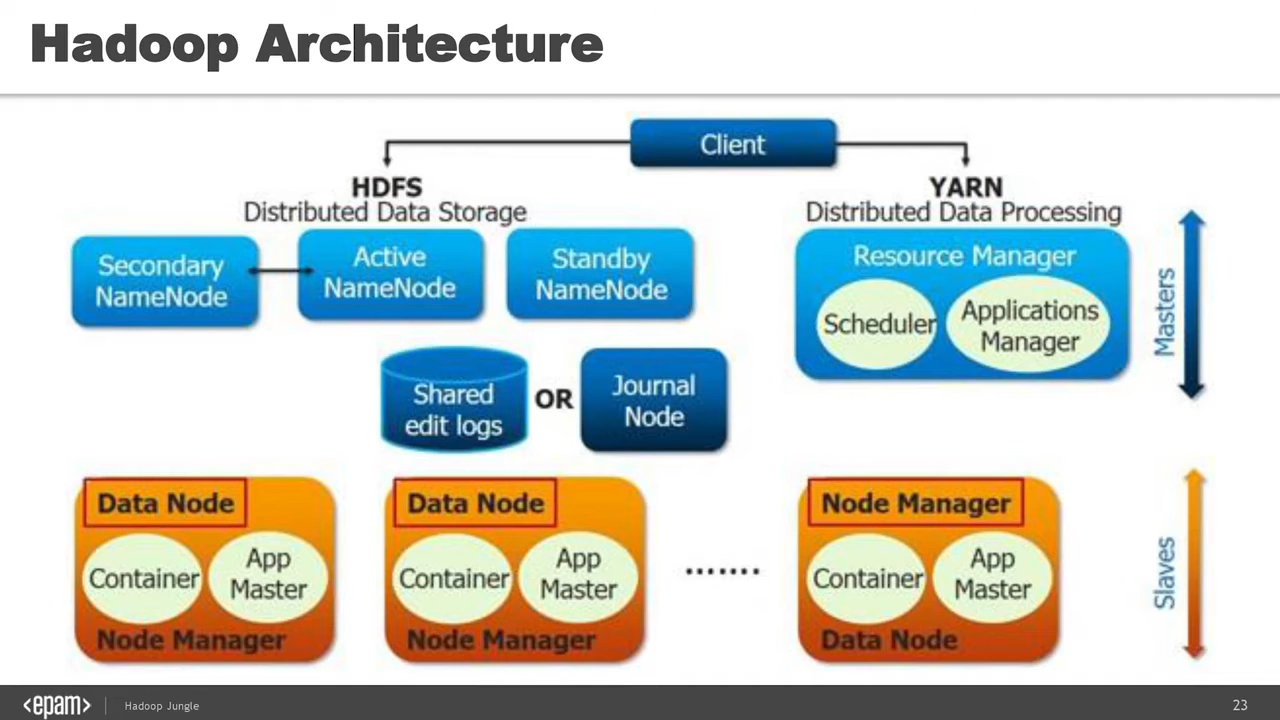 Hadoop Architecture
Client
HDFS
Distributed Data Storage
YARN
Distributed Data Processing
Secondary
NameNode
Active
NameNode
Standby
NameNode
Resource Manager
Scheduler
Applications
Manager
Masters
Shared
edit logs
OR
Journal
Node
Data Node
Container
App
Master
Node Manager
Data Node
Container
App
Master
Node Manager
.......
Node Manager
Container
App
Master
Data Node
Slaves
<epam>
Hadoop Jungle
23